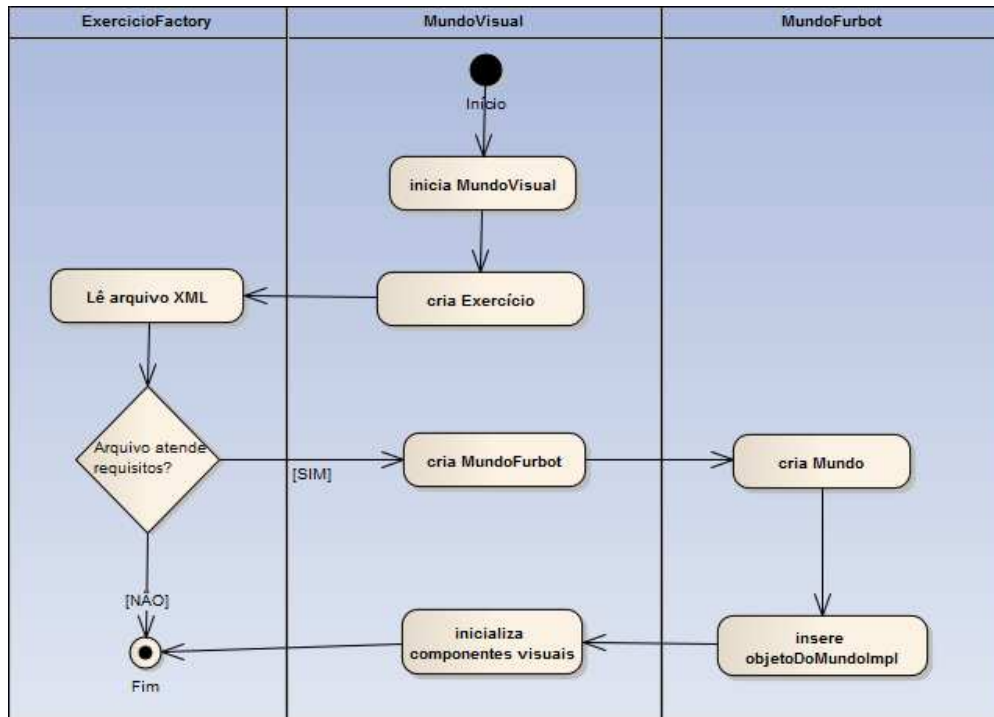 ExercicioFactory
MundoVisual
MundoFurbot
Início
inicia MundoVisual
Lê arquivo XML
cria Exercício
Arquivo atende
requisitos?
[SIM]
cria MundoFurbot
cria Mundo
[NÃO]
inicializa
componentes visuais
insere
objetoDoMundoImpl
Fim